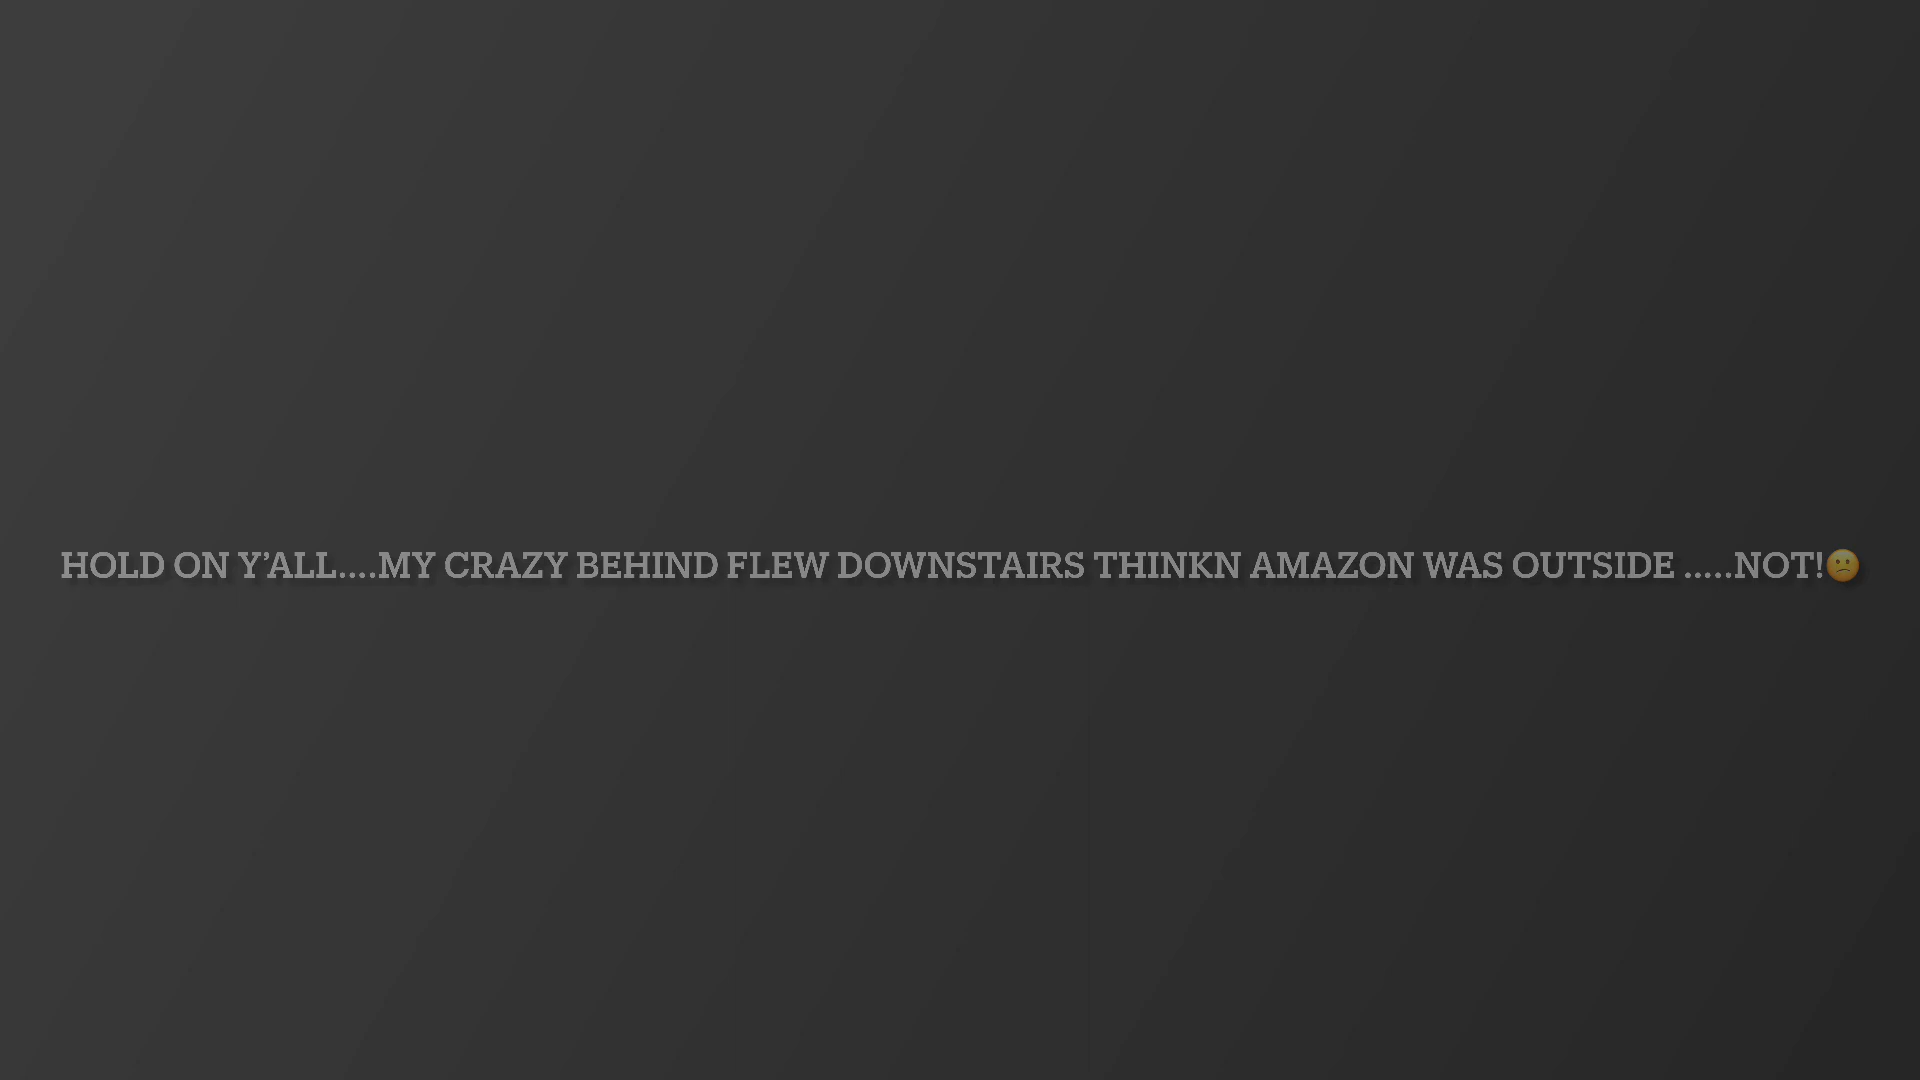 HOLD ON Y’ALL....MY CRAZY BEHIND FLEW DOWNSTAIRS THINKN AMAZON WAS OUTSIDE .....NOT!😕